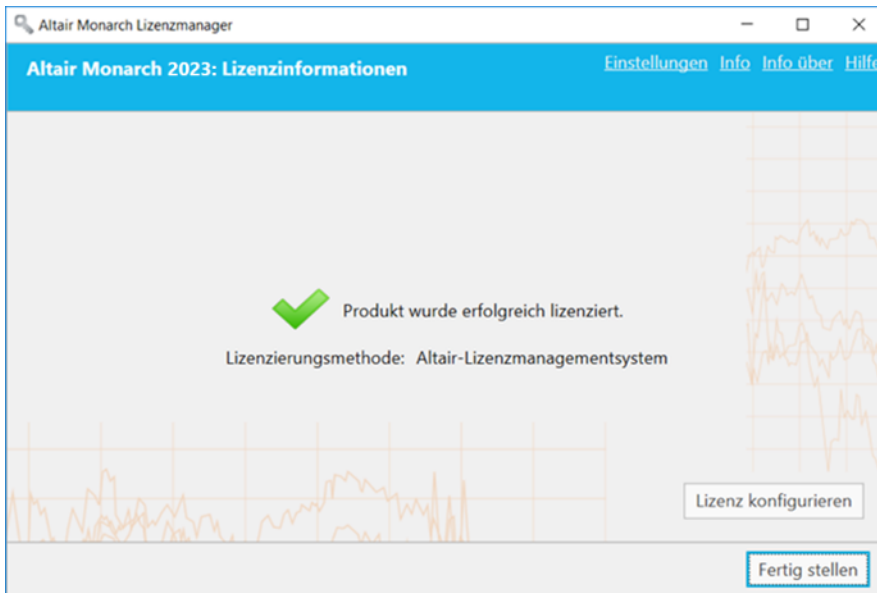 Altair Monarch Lizenzmanager
Altair Monarch 2023: Lizenzinformationen
Einstellungen Info Info über Hilfe
Produkt wurde erfolgreich lizenziert.
Lizenzierungsmethode: Altair-Lizenzmanagementsystem
Lizenz konfigurieren
Fertig stellen